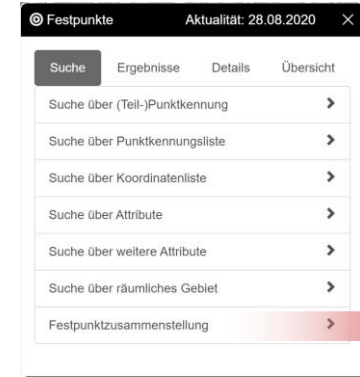 Festpunkte Aktualität: 28.08.2020
Suche Ergebnisse Details Übersicht
Suche über (Teil-)Punktkennung
Suche über Punktkennungsliste
Suche über Koordinatenliste
Suche über Attribute
Suche über weitere Attribute
Suche über räumliches Gebiet
Festpunktzusammenstellung